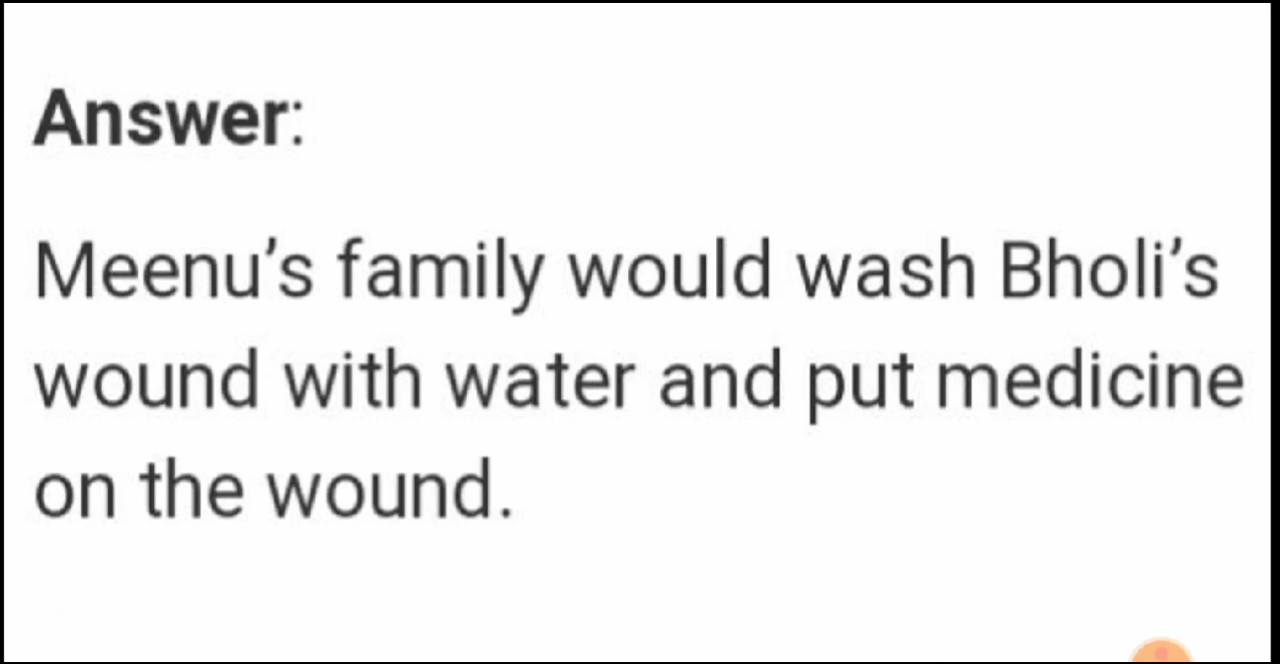 Answer:
Meenu’s family would wash Bholi’s
wound with water and put medicine
on the wound.